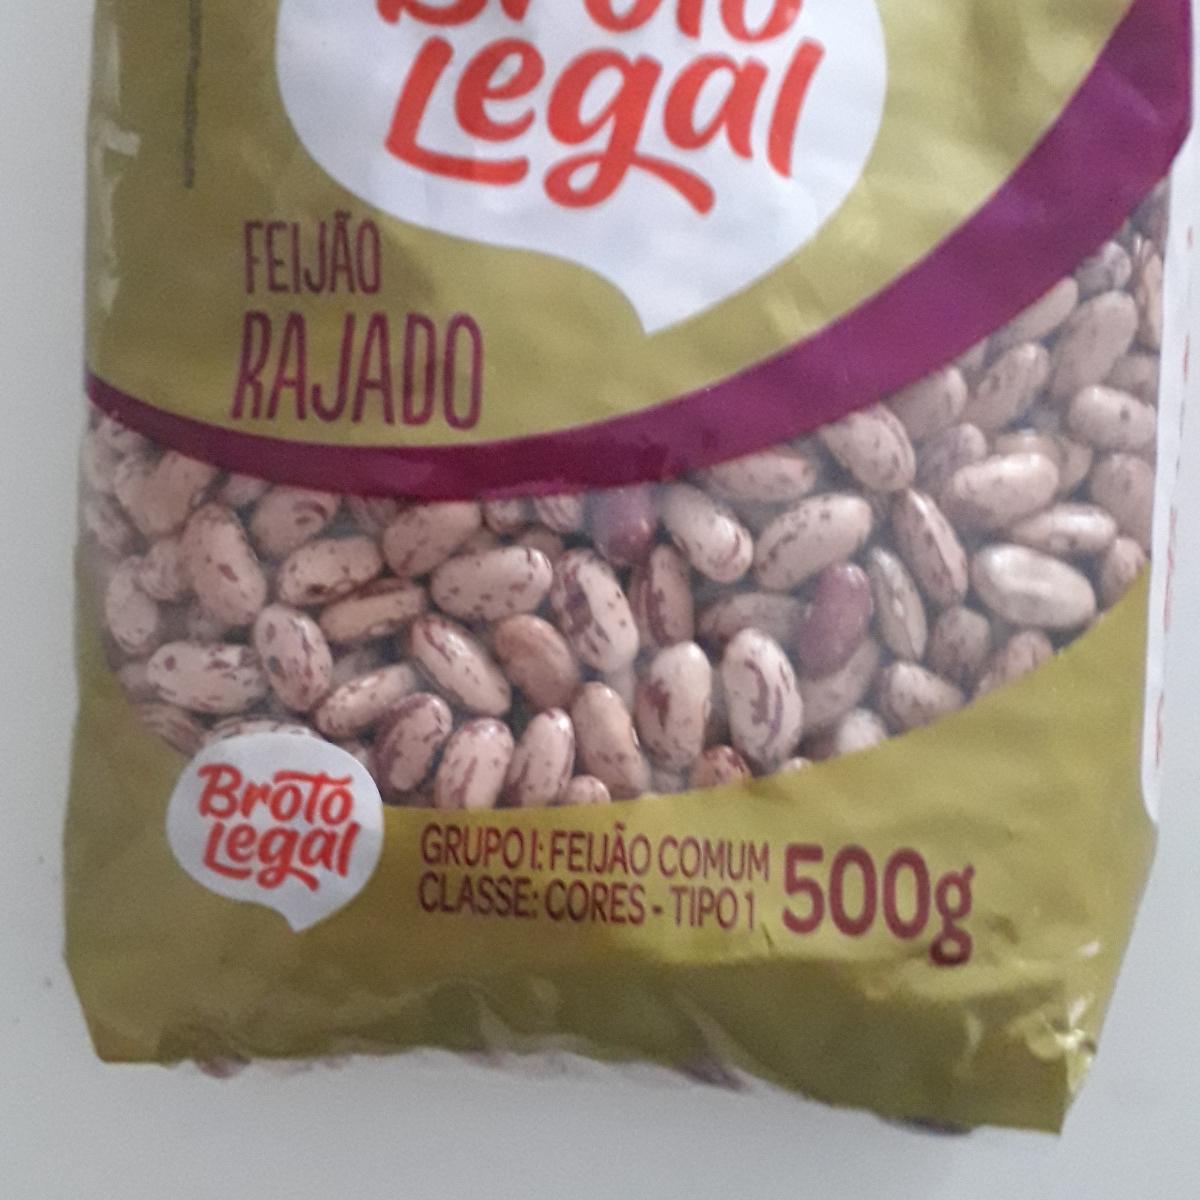 Broto
Legal
FEIJÃO
RAJADO
Broto
Legal
GRUPO I: FEIJÃO COMUM
CLASSE: CORES - TIPO 1
500g